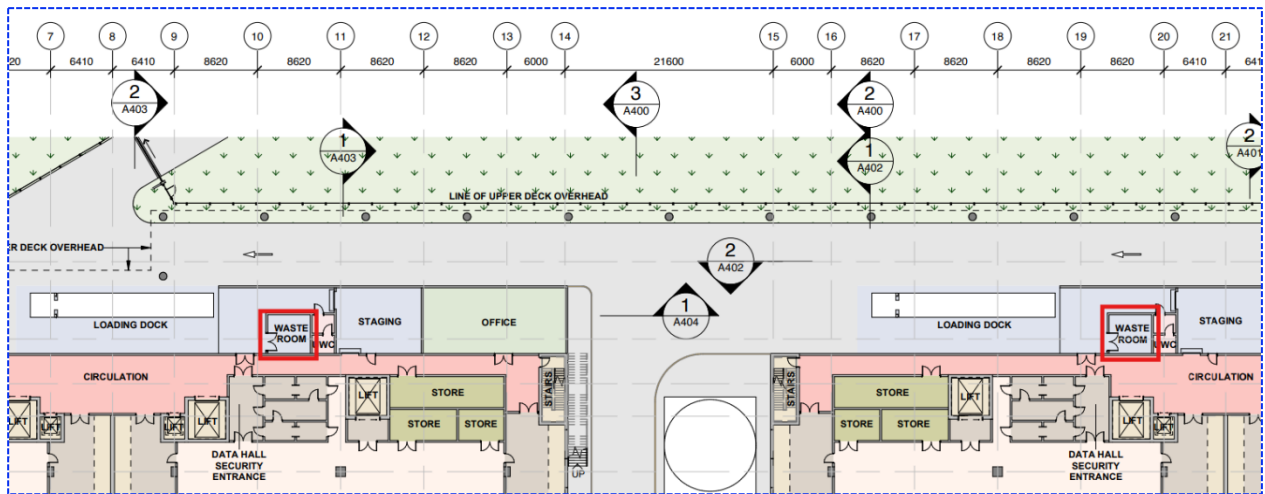 7 8 9 10 11 12 13 14 15 16 17 18 19 20 21
20 6410 6410 8620 8620 8620 8620 6000 21600 6000 8620 8620 8620 8620 6410 641
2
A403
3
A400
2
A400
1
A403
1
A402
2
A401
LINE OF UPPER DECK OVERHEAD
R DECK OVERHEAD
2
A402
1
A404
LOADING DOCK
WASTE
ROOM
WC
STAGING
OFFICE
LOADING DOCK
WASTE
ROOM
WC
STAGING
CIRCULATION
LIFT
STORE
STAIRS
STAIRS
STORE
LIFT
CIRCULATION
LIFT
LIFT
LIFT
LIFT
STORE
STORE
STORE
STORE
LIFT
LIFT
DATA HALL
SECURITY
ENTRANCE
UP
DATA HALL
SECURITY
ENTRANCE